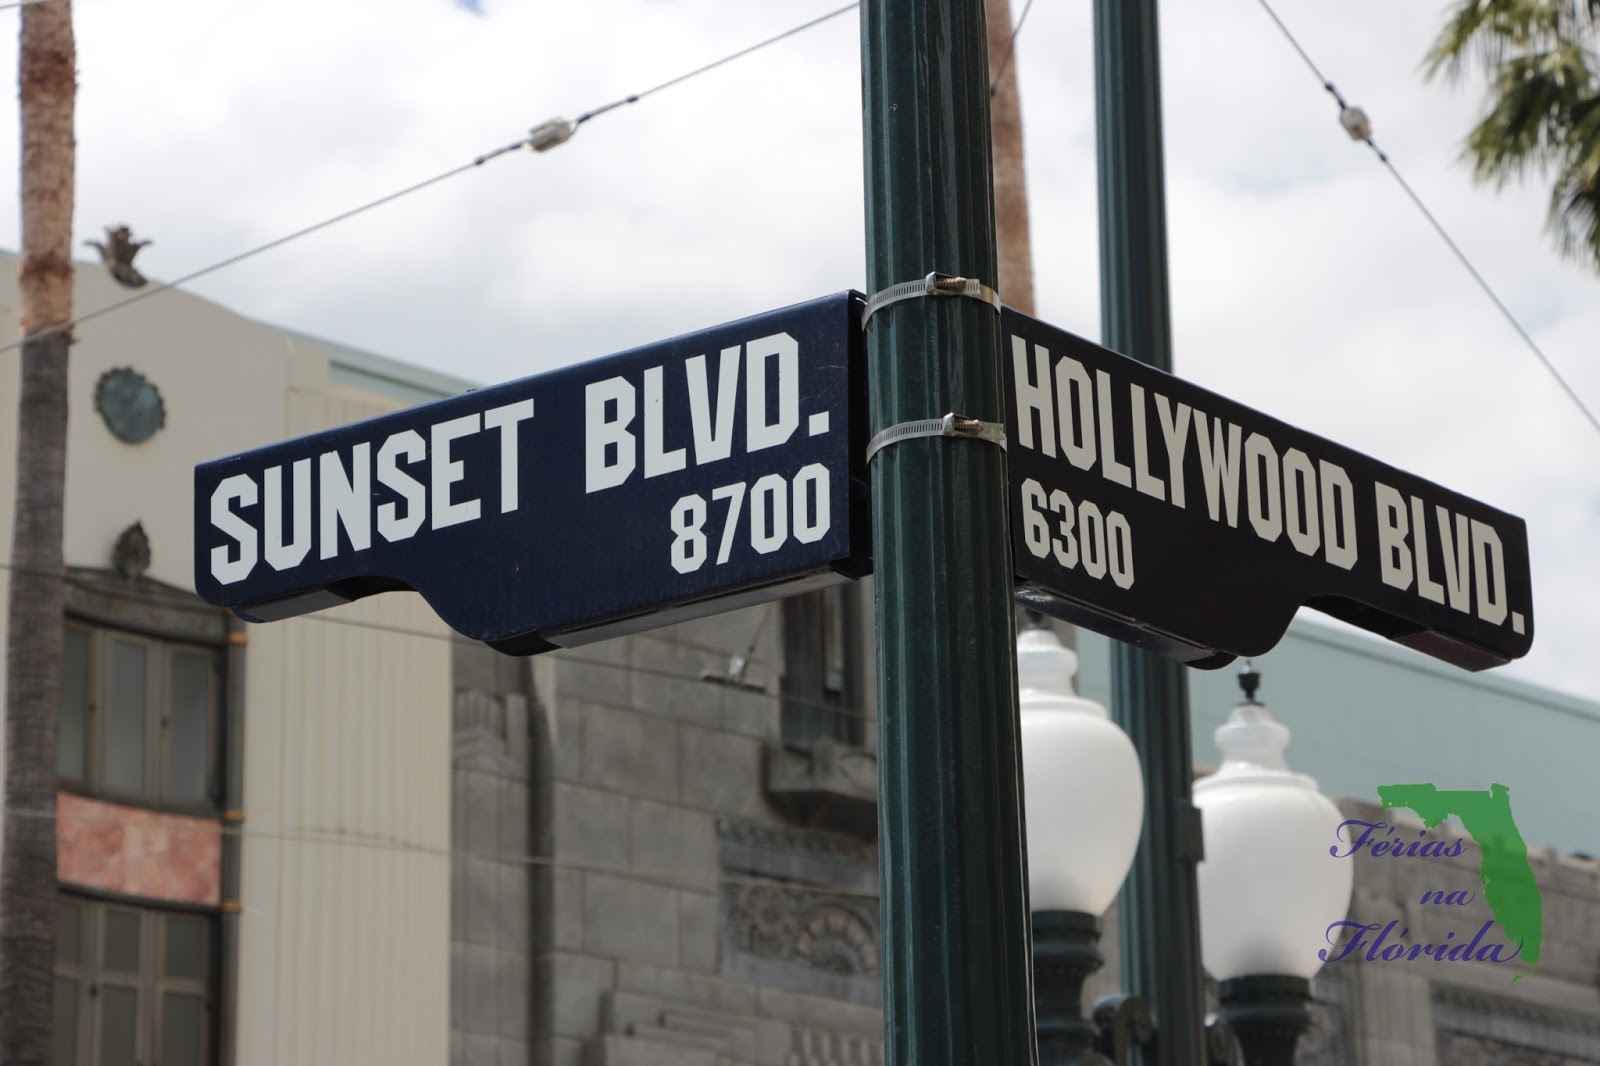 SUNSET BLVD.
8700
HOLLYWOOD BLVD.
6300
Férias
na
Flórida